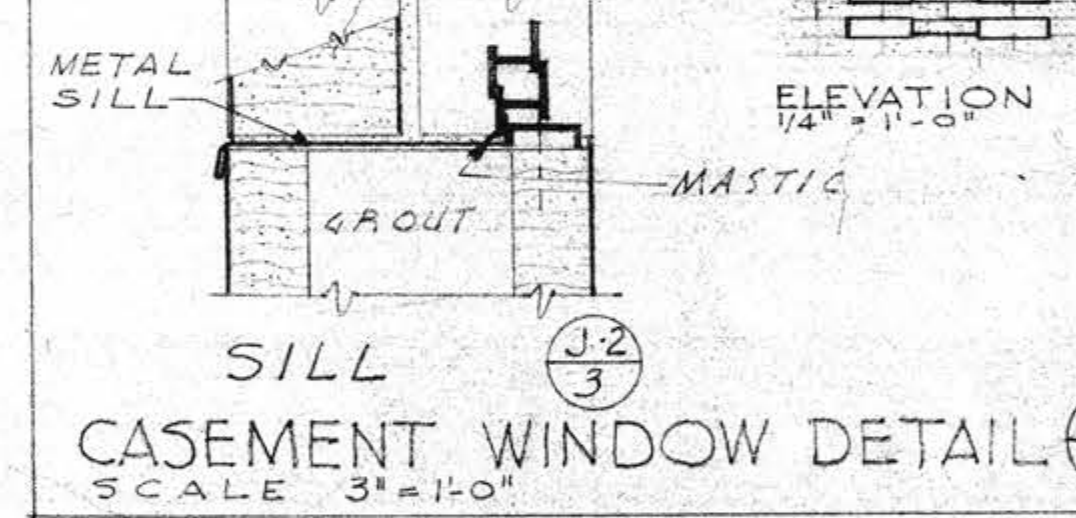 METAL
SILL
ELEVATION
1/4" = 1'-0"
MASTIC
GROUT
SILL
J-2
3
CASEMENT WINDOW DETAIL
SCALE 3" = 1'-0"